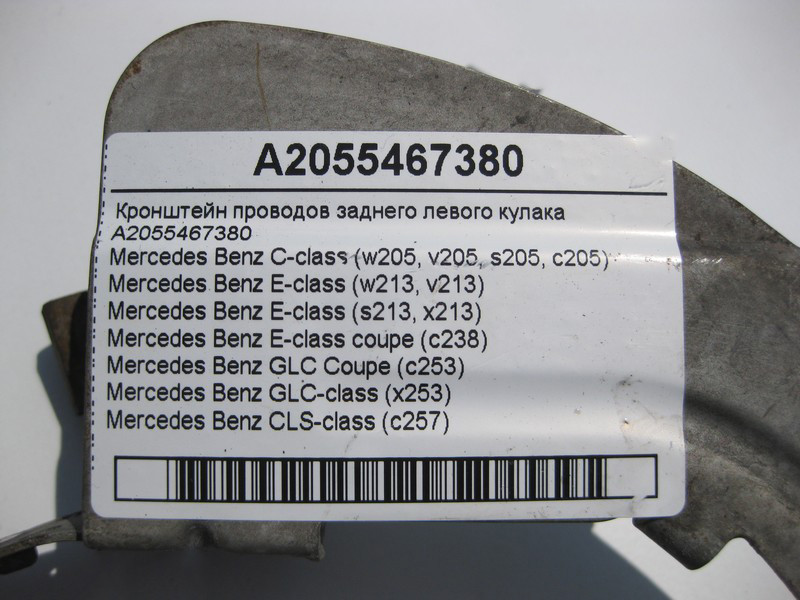 A2055467380
Кронштейн проводов заднего левого кулака
A2055467380
Mercedes Benz C-class (w205, v205, s205, c205)
Mercedes Benz E-class (w213, v213)
Mercedes Benz E-class (s213, x213)
Mercedes Benz E-class coupe (c238)
Mercedes Benz GLC Coupe (c253)
Mercedes Benz GLC-class (x253)
Mercedes Benz CLS-class (c257)